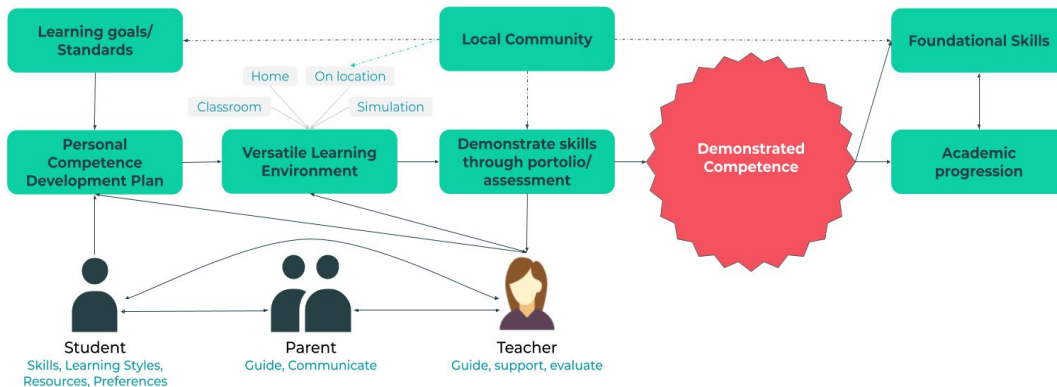 Learning goals/
Standards
Local Community
Foundational Skills
Home
On location
Classroom
Simulation
Personal
Competence
Development Plan
Versatile Learning
Environment
Demonstrate skills
through portolio/
assessment
Demonstrated
Competence
Academic
progression
Student
Skills, Learning Styles,
Resources, Preferences
Parent
Guide, Communicate
Teacher
Guide, support, evaluate